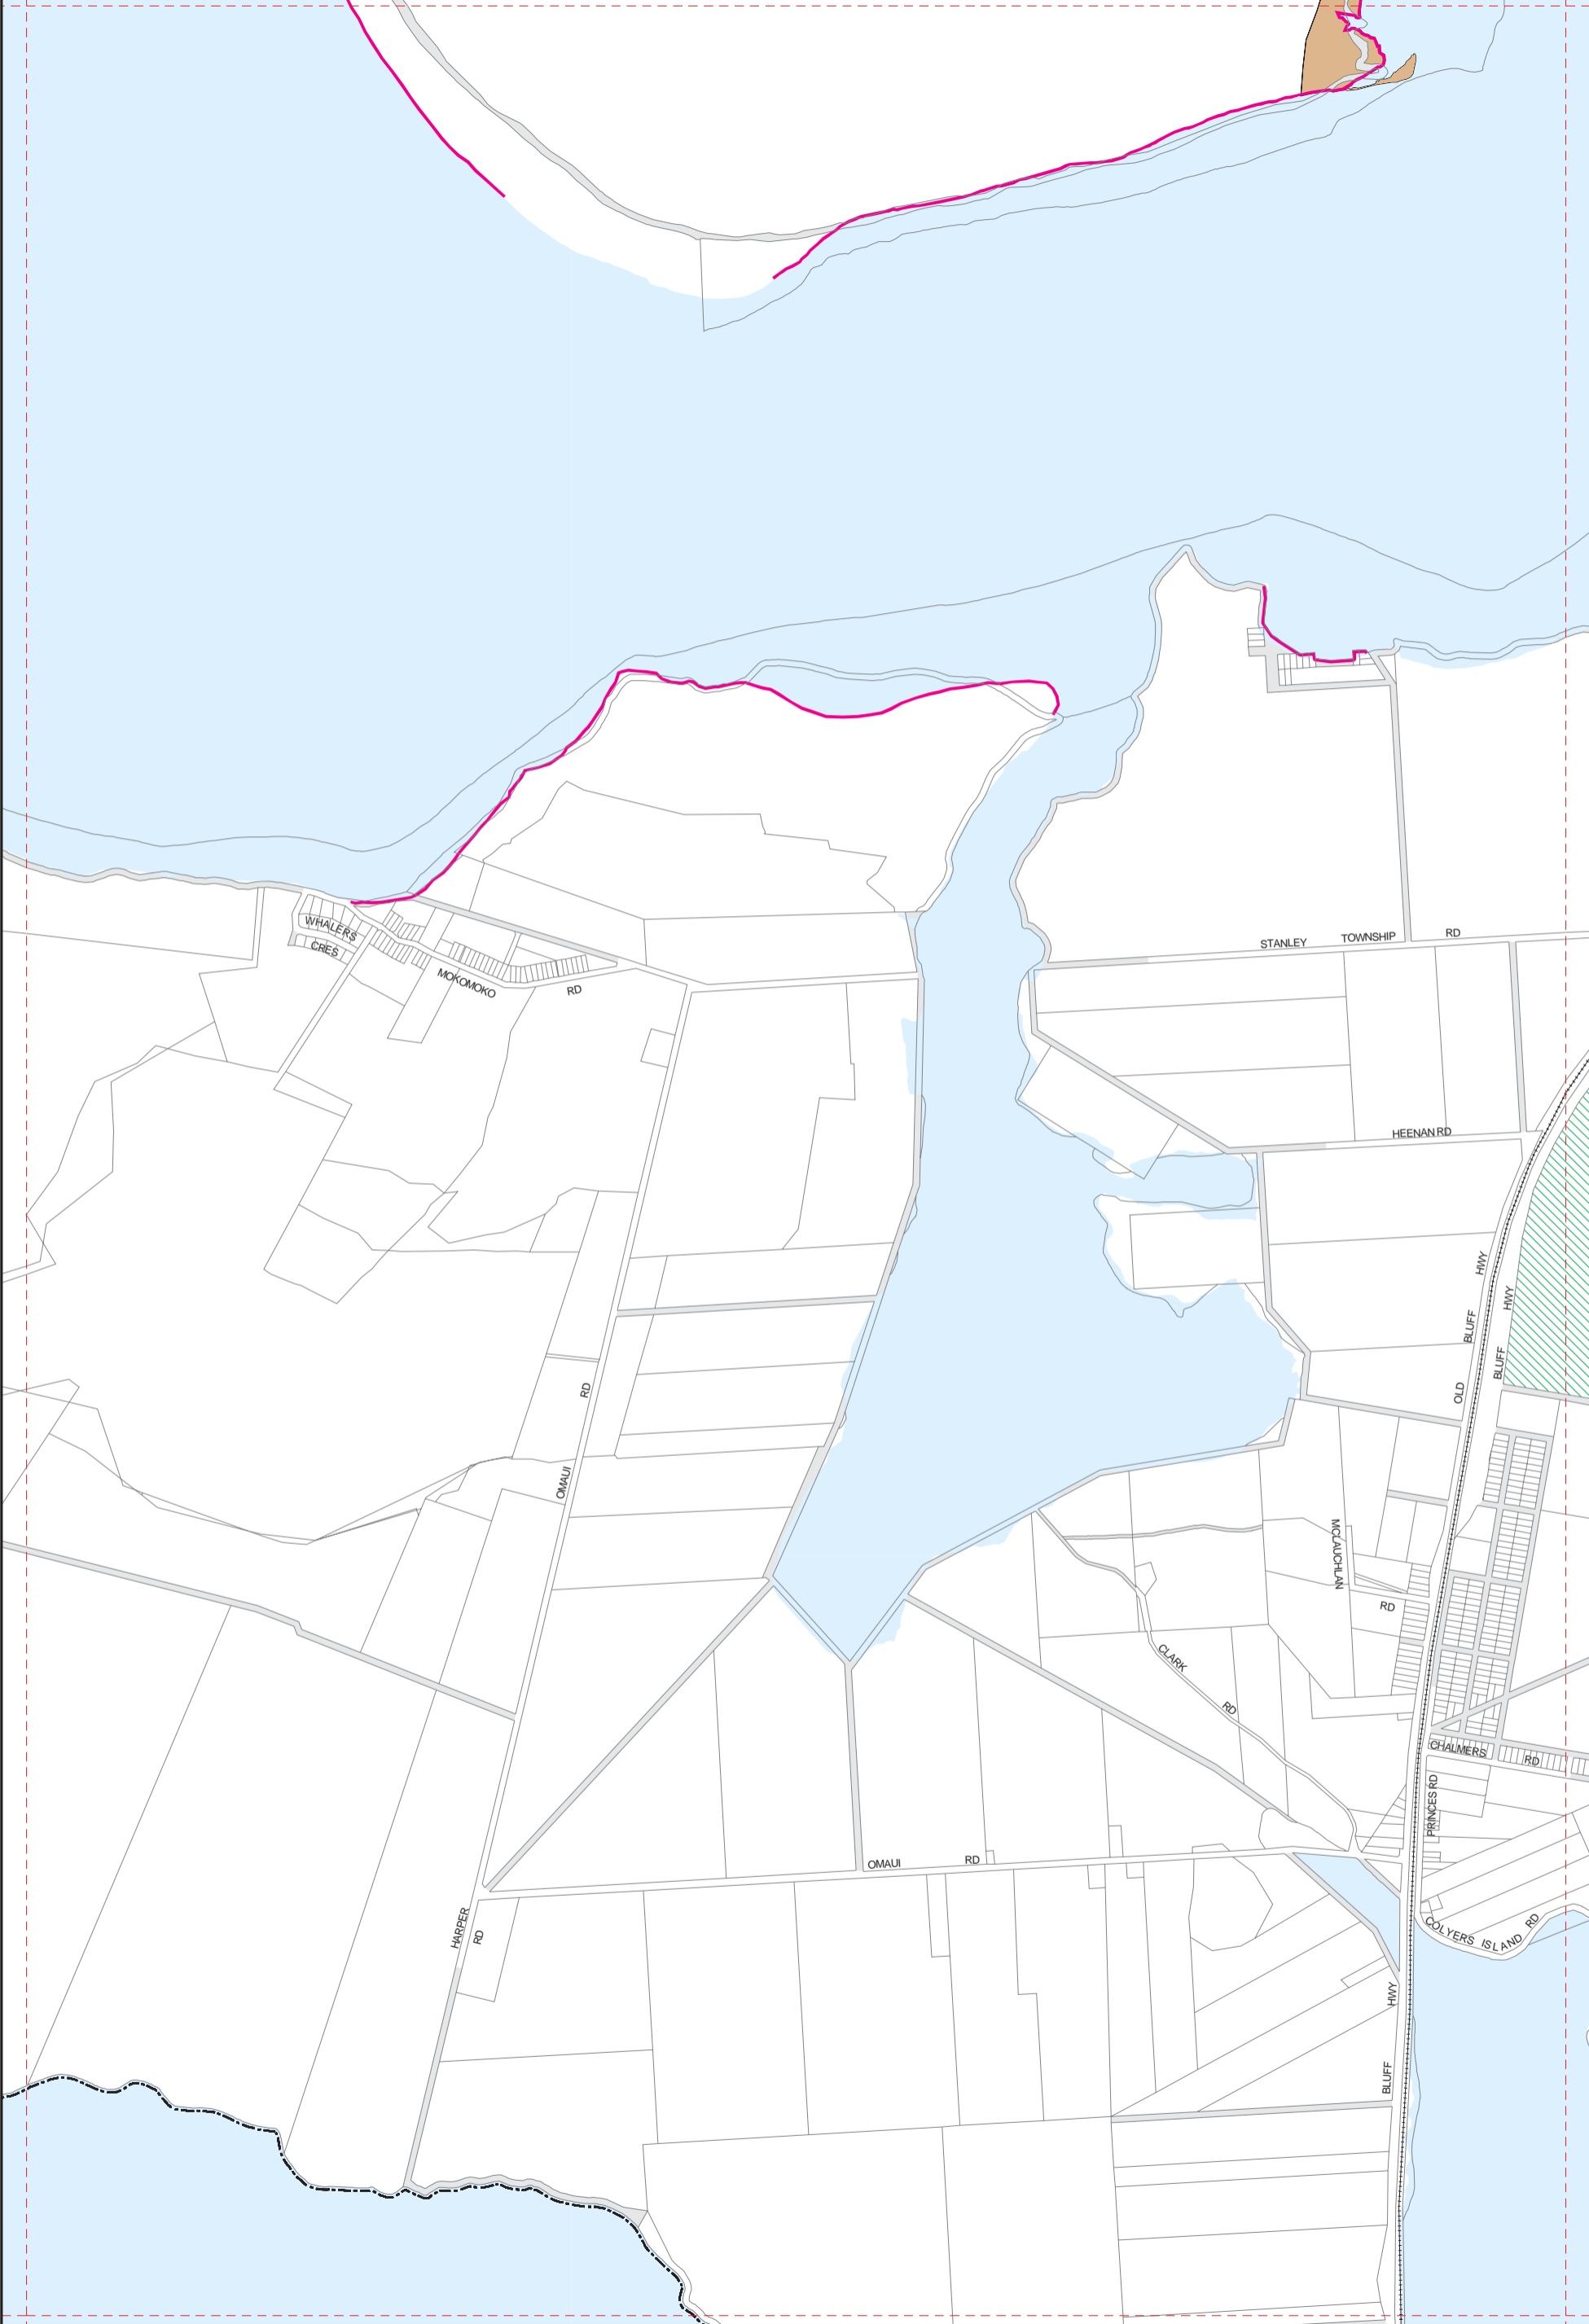 WHALERS
CRES
MOKOMOKO
RD
STANLEY TOWNSHIP RD
HEENAN RD
HWY
HWY
BLUFF
BLUFF
OLD
RD
OMAUI
MCLAUCHLAN
RD
CLARK
RD
CHALMERS RD
PRINCES RD
OMAUI RD
HARPER
RD
COLYERS ISLAND RD
HWY
BLUFF